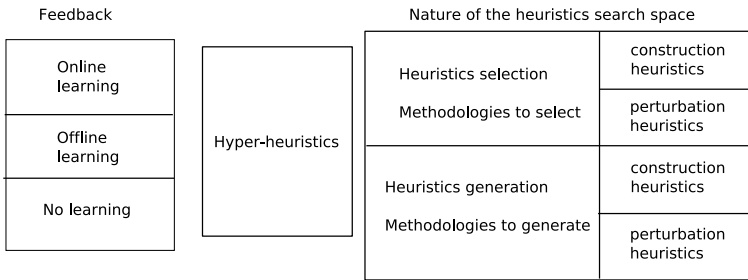 Feedback
Online
learning
Offline
learning
No learning
Hyper-heuristics
Nature of the heuristics search space
Heuristics selection
Methodologies to select
construction
heuristics
perturbation
heuristics
Heuristics generation
Methodologies to generate
construction
heuristics
perturbation
heuristics